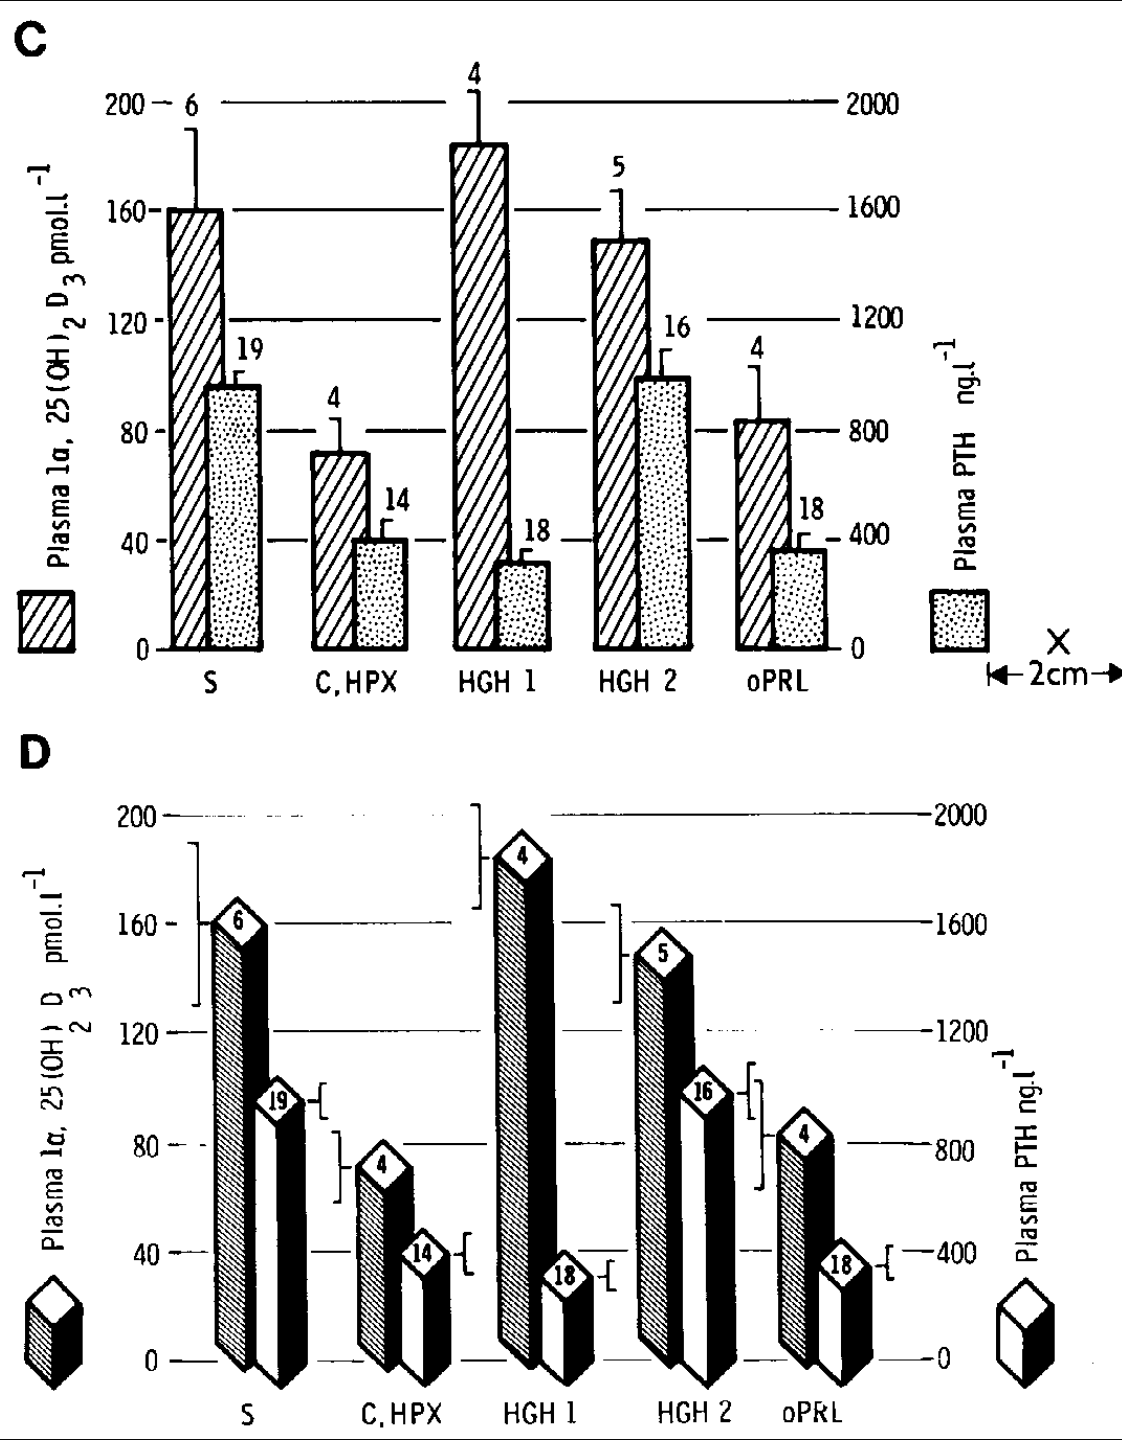 C
200 6 4 2000
160 5 1600
120 19 16 4 1200
80 4 800
40 14 18 18 400
0 0
S C,HPX HGH 1 HGH 2 oPRL
Plasma 1α, 25(OH)2 D3 pmol.l-1
Plasma PTH ng.l-1
X
2cm
D
200 4 2000
160 6 5 1600
120 19 16 1200
80 4 4 800
40 14 18 18 400
0 0
S C,HPX HGH 1 HGH 2 oPRL
Plasma 1α, 25(OH)2 D3 pmol.l-1
Plasma PTH ng.l-1